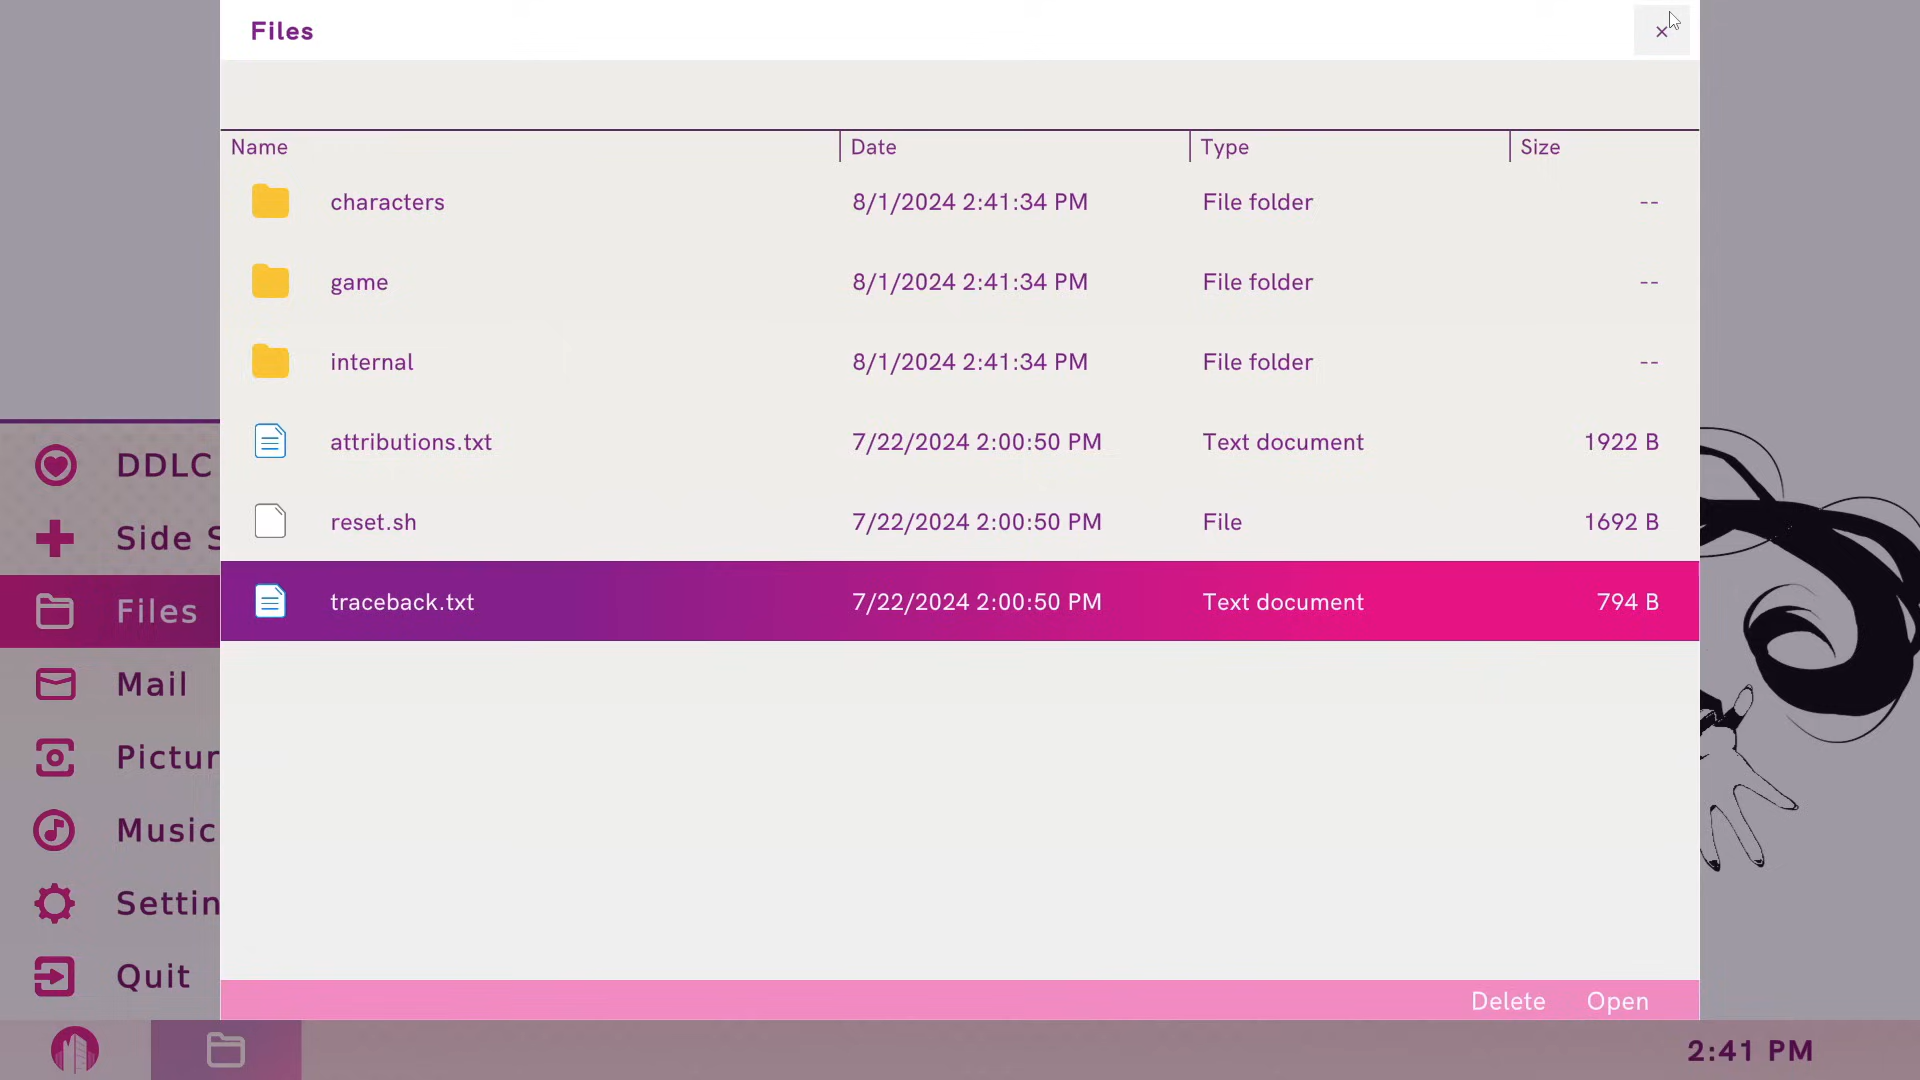 Files
×
Name Date Type Size
characters 8/1/2024 2:41:34 PM File folder --
game 8/1/2024 2:41:34 PM File folder --
internal 8/1/2024 2:41:34 PM File folder --
attributions.txt 7/22/2024 2:00:50 PM Text document 1922 B
reset.sh 7/22/2024 2:00:50 PM File 1692 B
traceback.txt 7/22/2024 2:00:50 PM Text document 794 B
DDLC
Side S
Files
Mail
Pictur
Music
Settin
Quit
Delete Open
2:41 PM